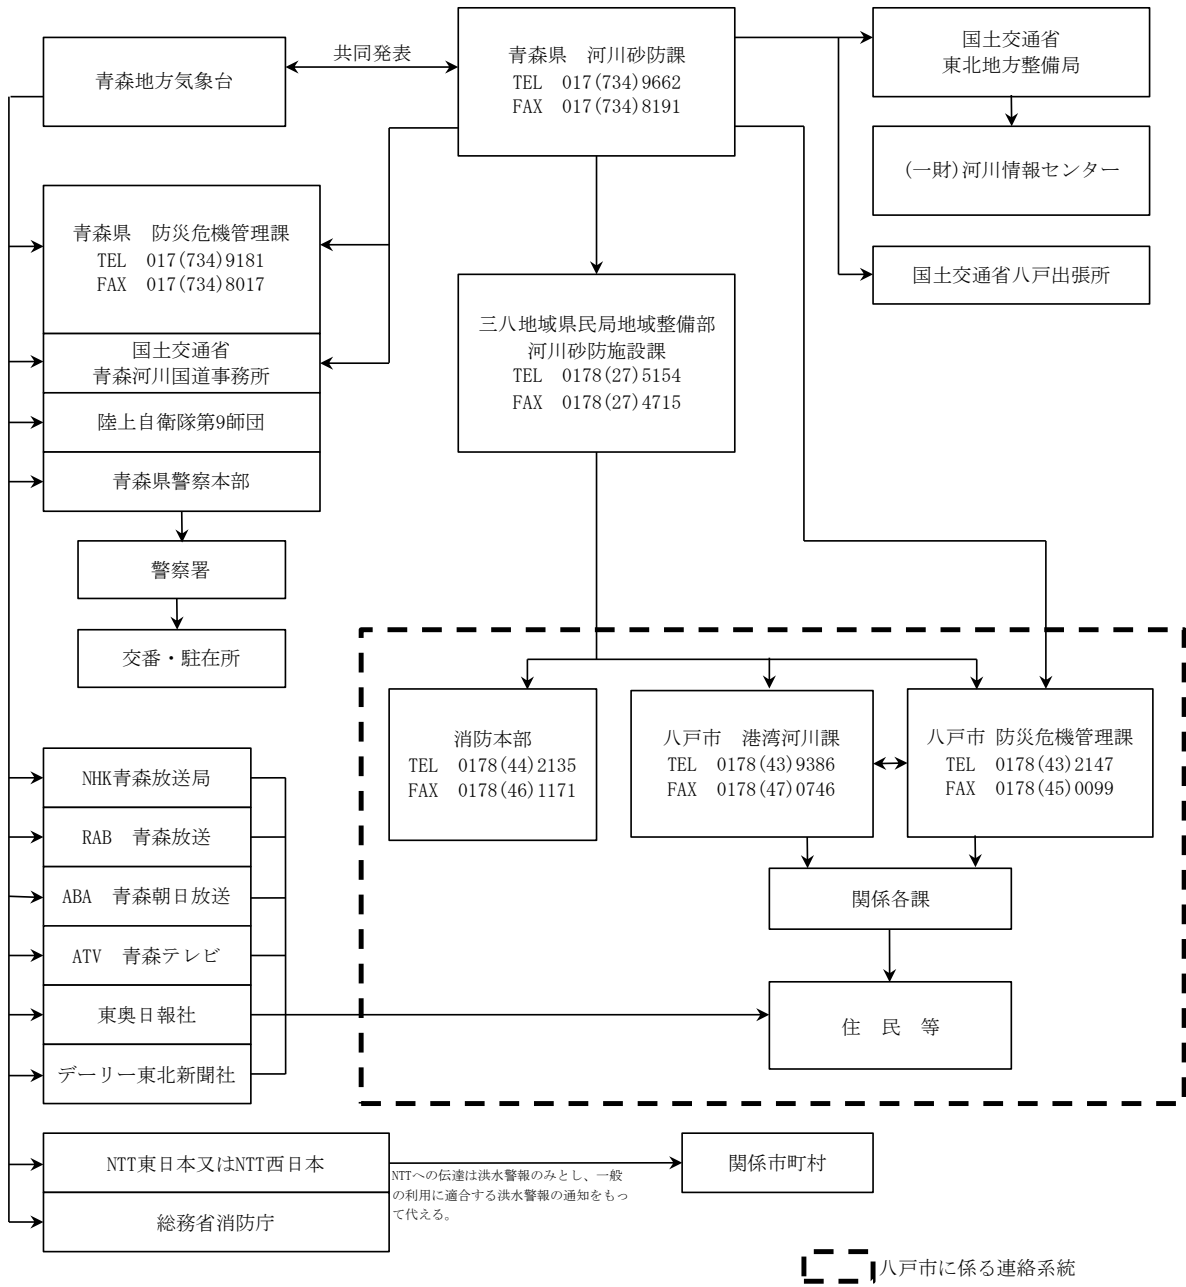 青森地方気象台
共同発表
青森県　河川砂防課
TEL　017(734)9662
FAX　017(734)8191
国土交通省
東北地方整備局
(一財)河川情報センター
国土交通省八戸出張所
青森県　防災危機管理課
TEL　017(734)9181
FAX　017(734)8017
国土交通省
青森河川国道事務所
陸上自衛隊第9師団
青森県警察本部
警察署
交番・駐在所
三八地域県民局地域整備部
河川砂防施設課
TEL　0178(27)5154
FAX　0178(27)4715
消防本部
TEL　0178(44)2135
FAX　0178(46)1171
八戸市　港湾河川課
TEL　0178(43)9386
FAX　0178(47)0746
八戸市 防災危機管理課
TEL　0178(43)2147
FAX　0178(45)0099
関係各課
住　民　等
NHK青森放送局
RAB　青森放送
ABA　青森朝日放送
ATV　青森テレビ
東奥日報社
デーリー東北新聞社
NTT東日本又はNTT西日本
NTTへの伝達は洪水警報のみとし、一般
の利用に適合する洪水警報の通知をもっ
て代える。
関係市町村
総務省消防庁
八戸市に係る連絡系統